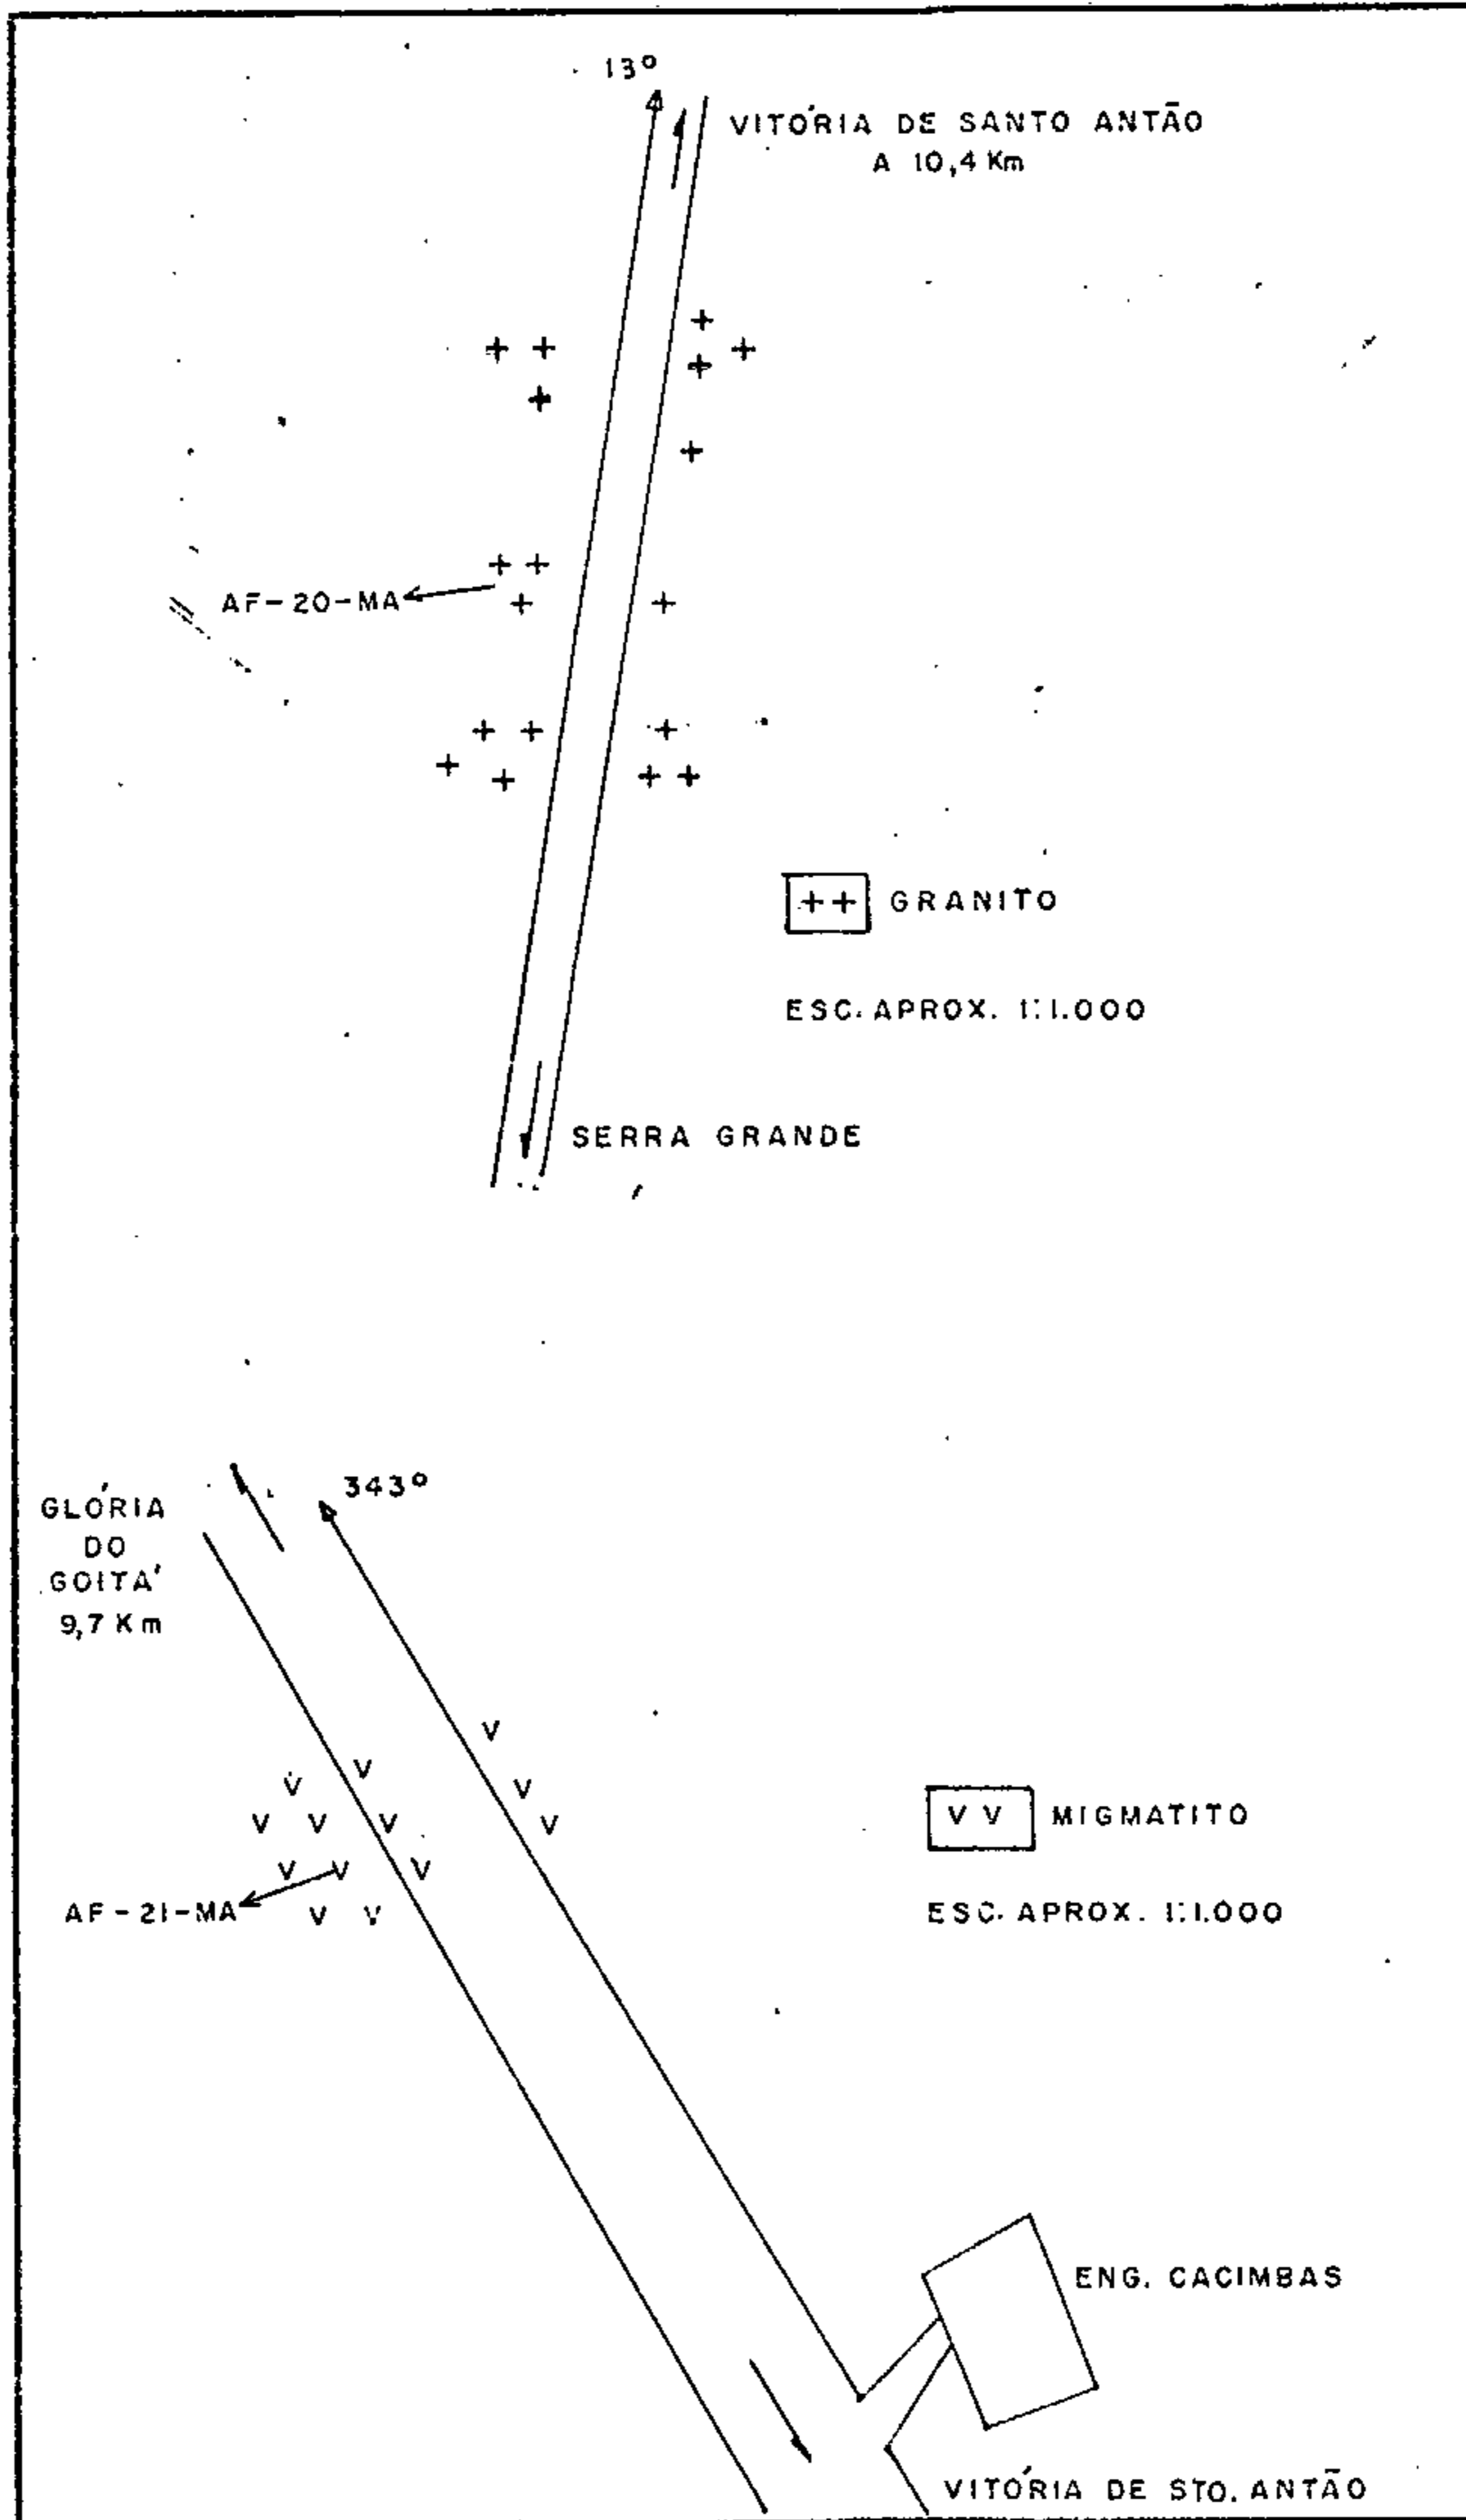 13°
VITÓRIA DE SANTO ANTÃO
A 10,4 Km
AF-20-MA
++ GRANITO
ESC. APROX. 1:1.000
SERRA GRANDE
343°
GLÓRIA
DO
GOITÁ
9,7 Km
V V MIGMATITO
AF-21-MA
ESC. APROX. 1:1.000
ENG. CACIMBAS
VITÓRIA DE STO. ANTÃO